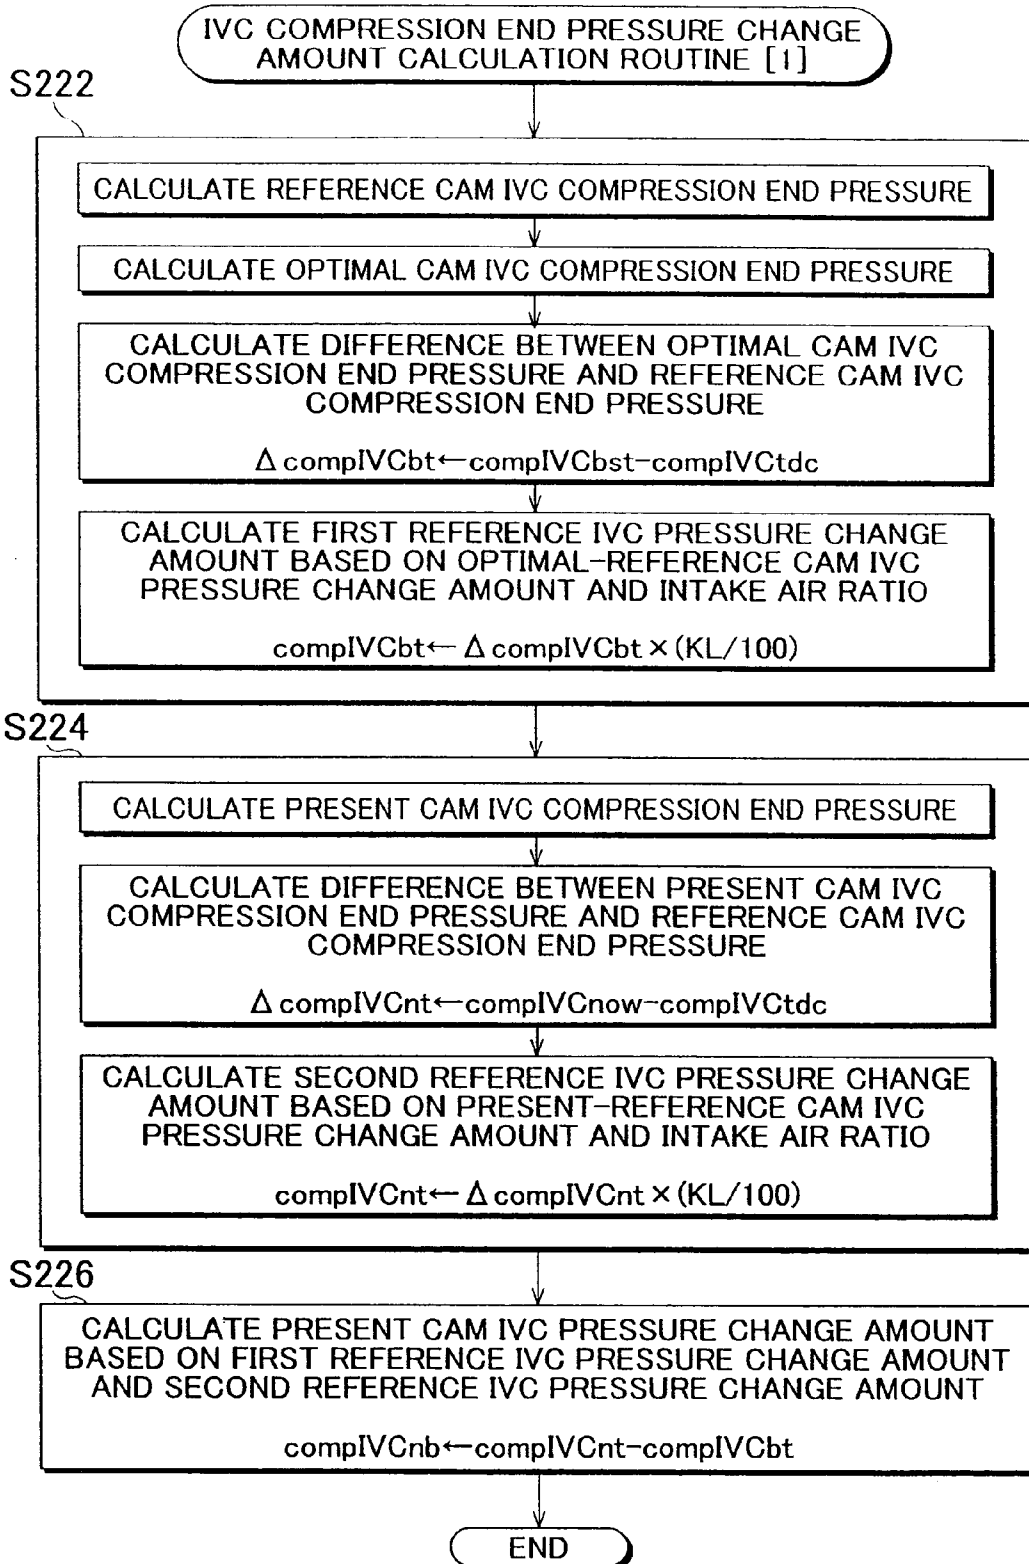 IVC COMPRESSION END PRESSURE CHANGE
AMOUNT CALCULATION ROUTINE [1]
S222
CALCULATE REFERENCE CAM IVC COMPRESSION END PRESSURE
CALCULATE OPTIMAL CAM IVC COMPRESSION END PRESSURE
CALCULATE DIFFERENCE BETWEEN OPTIMAL CAM IVC
COMPRESSION END PRESSURE AND REFERENCE CAM IVC
COMPRESSION END PRESSURE
Δ compIVCbt←compIVCbst-compIVCtdc
CALCULATE FIRST REFERENCE IVC PRESSURE CHANGE
AMOUNT BASED ON OPTIMAL-REFERENCE CAM IVC
PRESSURE CHANGE AMOUNT AND INTAKE AIR RATIO
compIVCbt← Δ compIVCbt × (KL/100)
S224
CALCULATE PRESENT CAM IVC COMPRESSION END PRESSURE
CALCULATE DIFFERENCE BETWEEN PRESENT CAM IVC
COMPRESSION END PRESSURE AND REFERENCE CAM IVC
COMPRESSION END PRESSURE
Δ compIVCnt←compIVCnow-compIVCtdc
CALCULATE SECOND REFERENCE IVC PRESSURE CHANGE
AMOUNT BASED ON PRESENT-REFERENCE CAM IVC
PRESSURE CHANGE AMOUNT AND INTAKE AIR RATIO
compIVCnt← Δ compIVCnt × (KL/100)
S226
CALCULATE PRESENT CAM IVC PRESSURE CHANGE AMOUNT
BASED ON FIRST REFERENCE IVC PRESSURE CHANGE AMOUNT
AND SECOND REFERENCE IVC PRESSURE CHANGE AMOUNT
compIVCnb←compIVCnt-compIVCbt
END